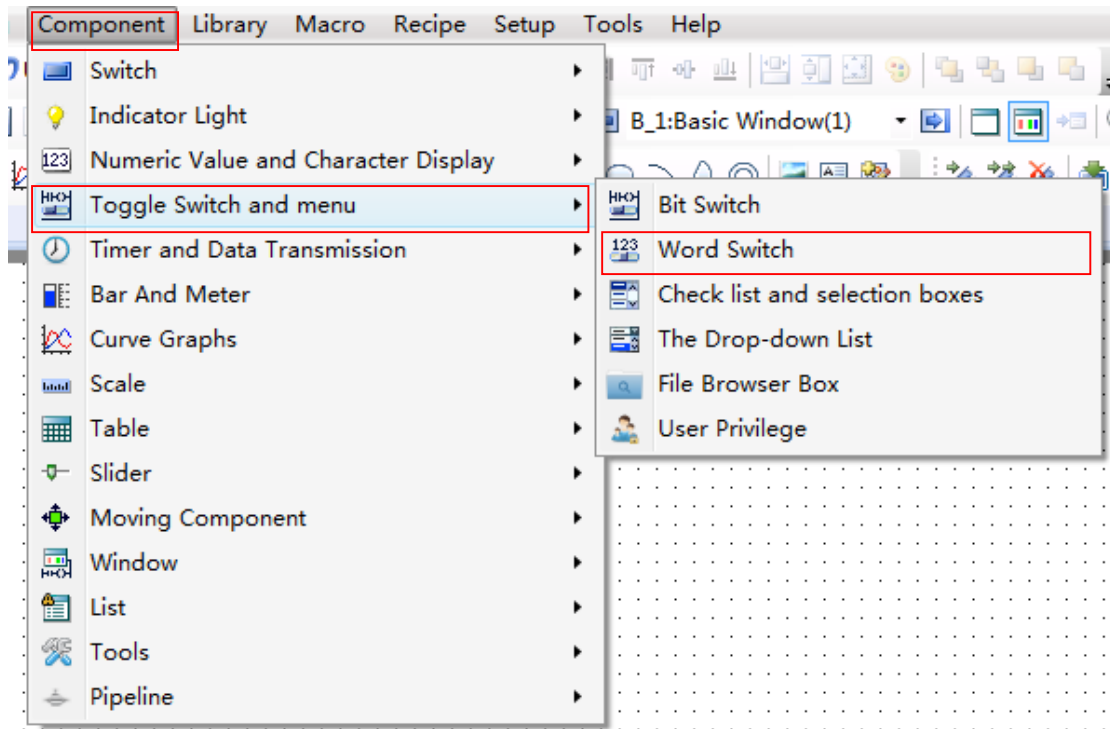 Component Library Macro Recipe Setup Tools Help
Switch
Indicator Light
B_1:Basic Window(1)
123 Numeric Value and Character Display
Toggle Switch and menu
Bit Switch
Timer and Data Transmission
123 Word Switch
Bar And Meter
Check list and selection boxes
Curve Graphs
The Drop-down List
Scale
File Browser Box
Table
User Privilege
Slider
Moving Component
Window
List
Tools
Pipeline